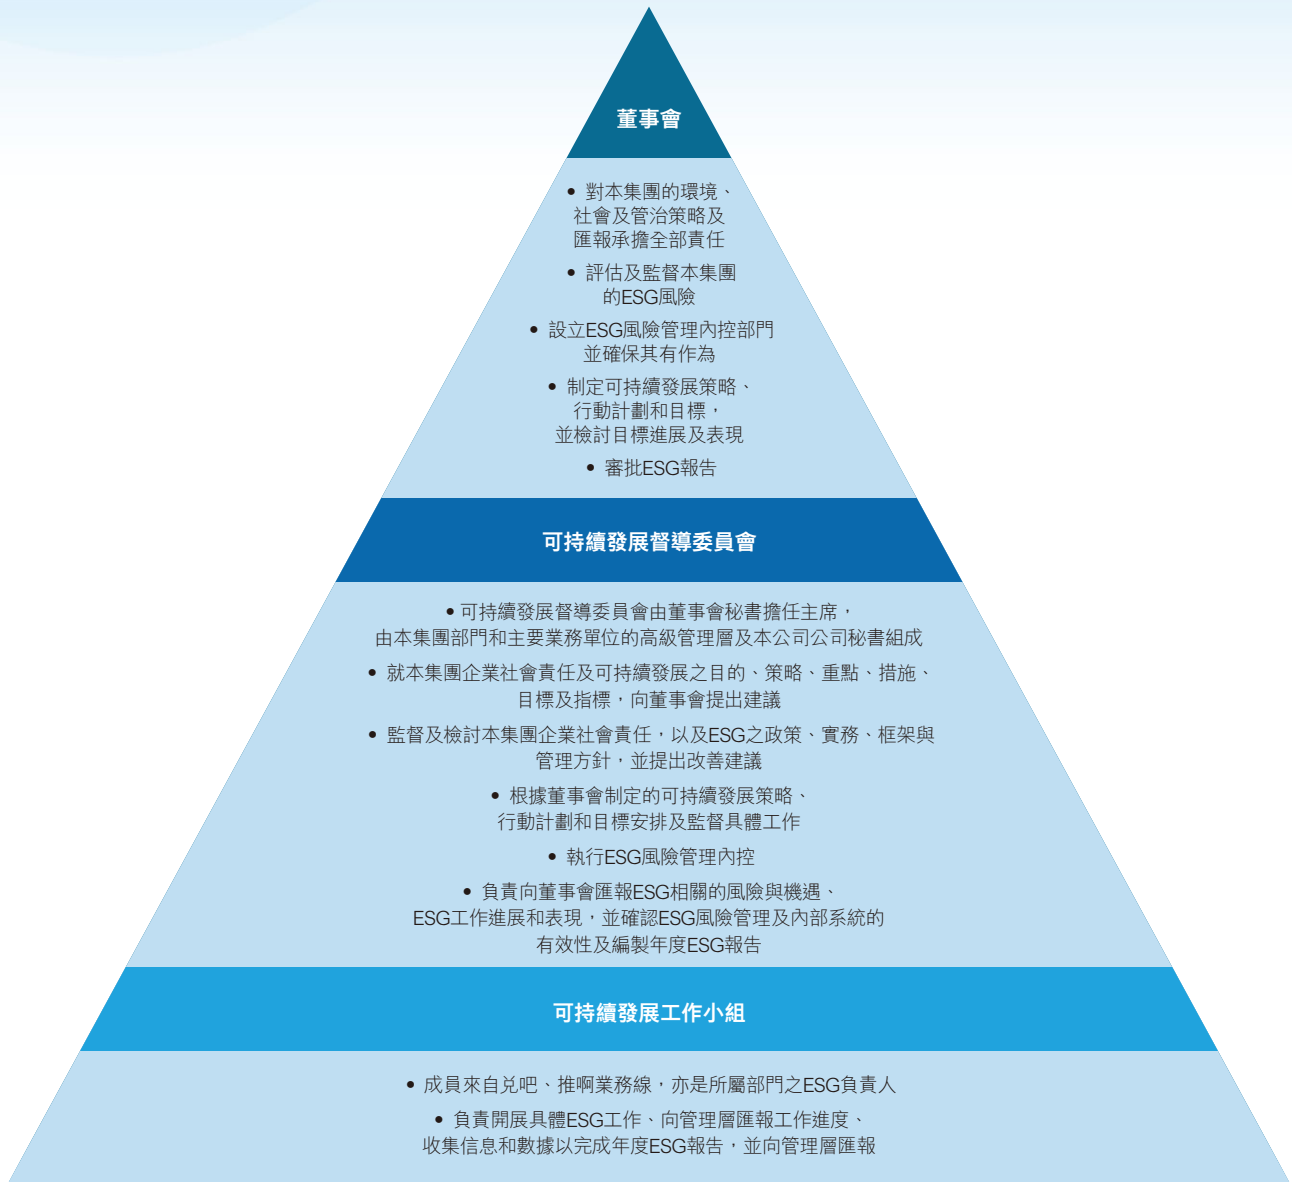 董事會
• 對本集團的環境、
社會及管治策略及
匯報承擔全部責任
• 評估及監督本集團
的ESG風險
• 設立ESG風險管理內控部門
並確保其有作為
• 制定可持續發展策略、
行動計劃和目標，
並檢討目標進展及表現
• 審批ESG報告
可持續發展督導委員會
• 可持續發展督導委員會由董事會秘書擔任主席，
由本集團部門和主要業務單位的高級管理層及本公司公司秘書組成
• 就本集團企業社會責任及可持續發展之目的、策略、重點、措施、
目標及指標，向董事會提出建議
• 監督及檢討本集團企業社會責任，以及ESG之政策、實務、框架與
管理方針，並提出改善建議
• 根據董事會制定的可持續發展策略、
行動計劃和目標安排及監督具體工作
• 執行ESG風險管理內控
• 負責向董事會匯報ESG相關的風險與機遇、
ESG工作進展和表現，並確認ESG風險管理及內部系統的
有效性及編製年度ESG報告
可持續發展工作小組
• 成員來自兑吧、推啊業務線，亦是所屬部門之ESG負責人
• 負責開展具體ESG工作、向管理層匯報工作進度、
收集信息和數據以完成年度ESG報告，並向管理層匯報